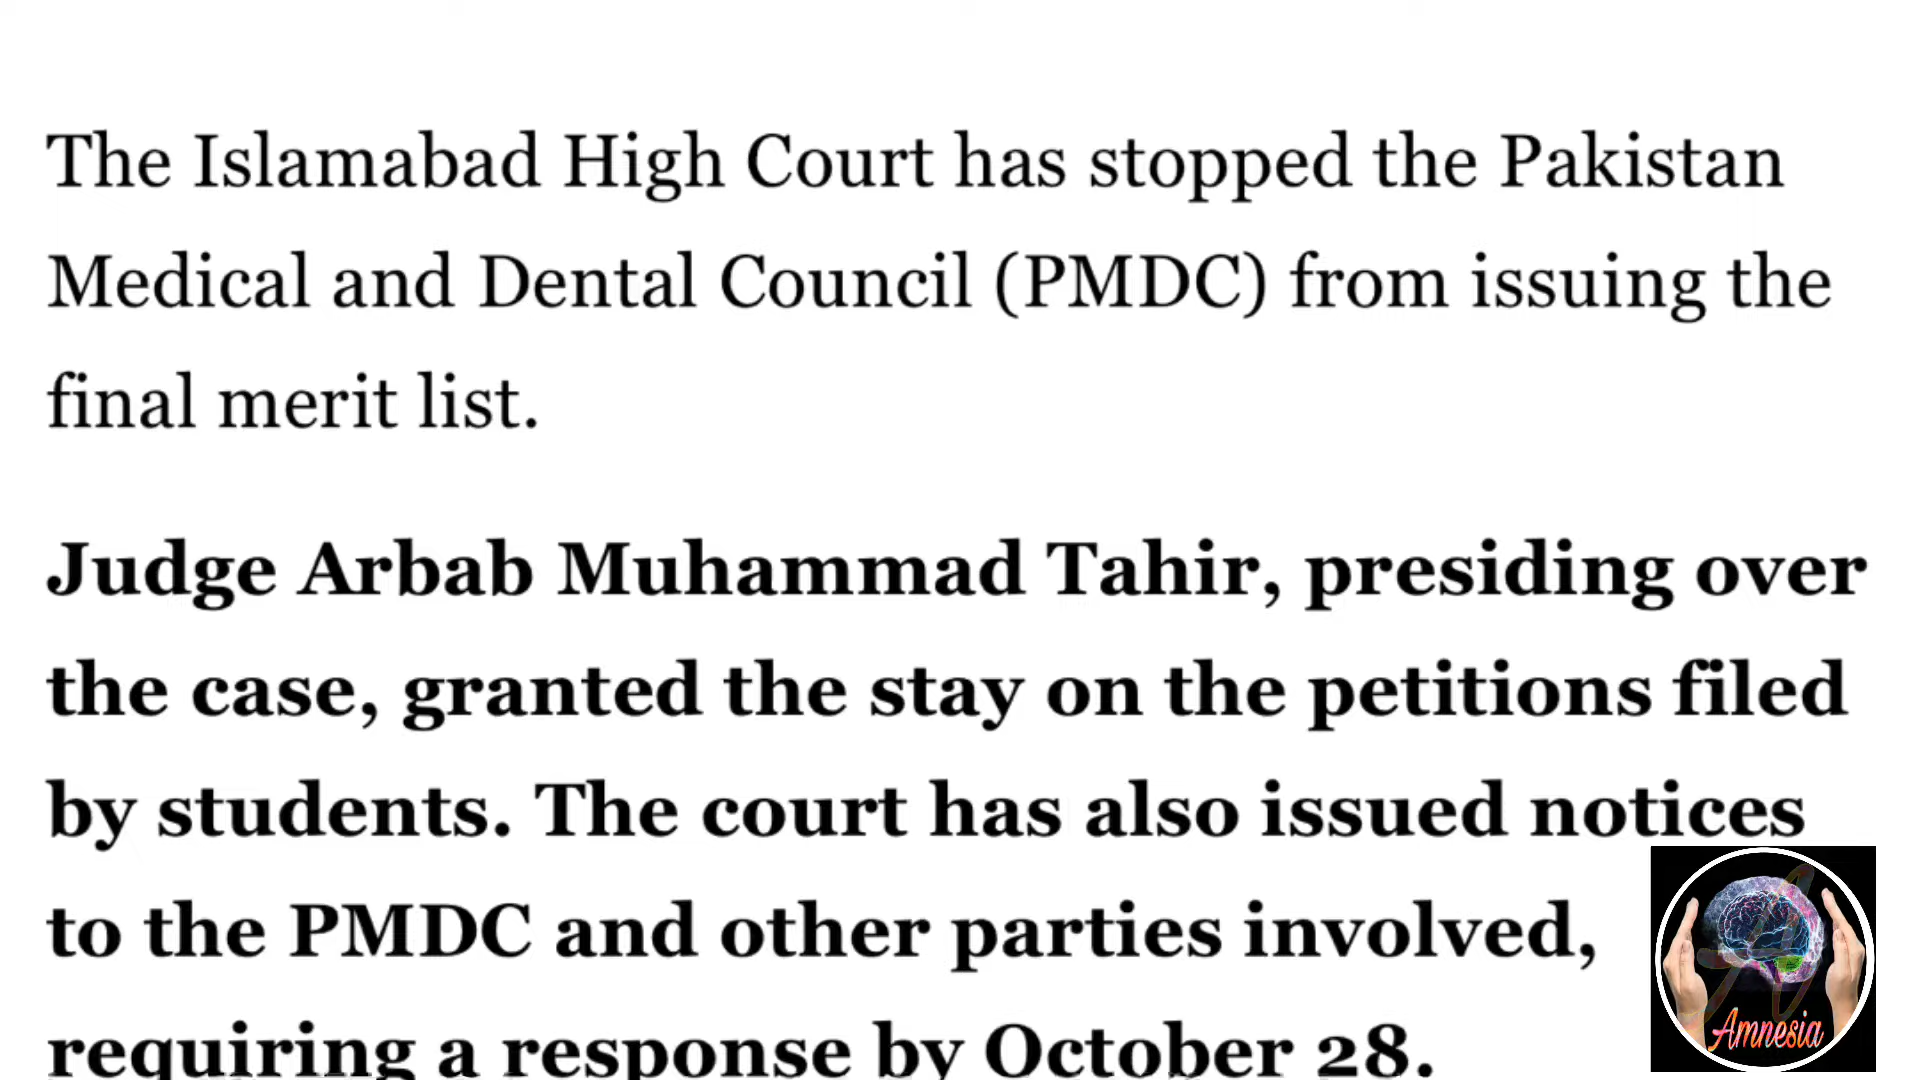 The Islamabad High Court has stopped the Pakistan
Medical and Dental Council (PMDC) from issuing the
final merit list.
Judge Arbab Muhammad Tahir, presiding over
the case, granted the stay on the petitions filed
by students. The court has also issued notices
to the PMDC and other parties involved,
requiring a response by October 28.
Amnesia